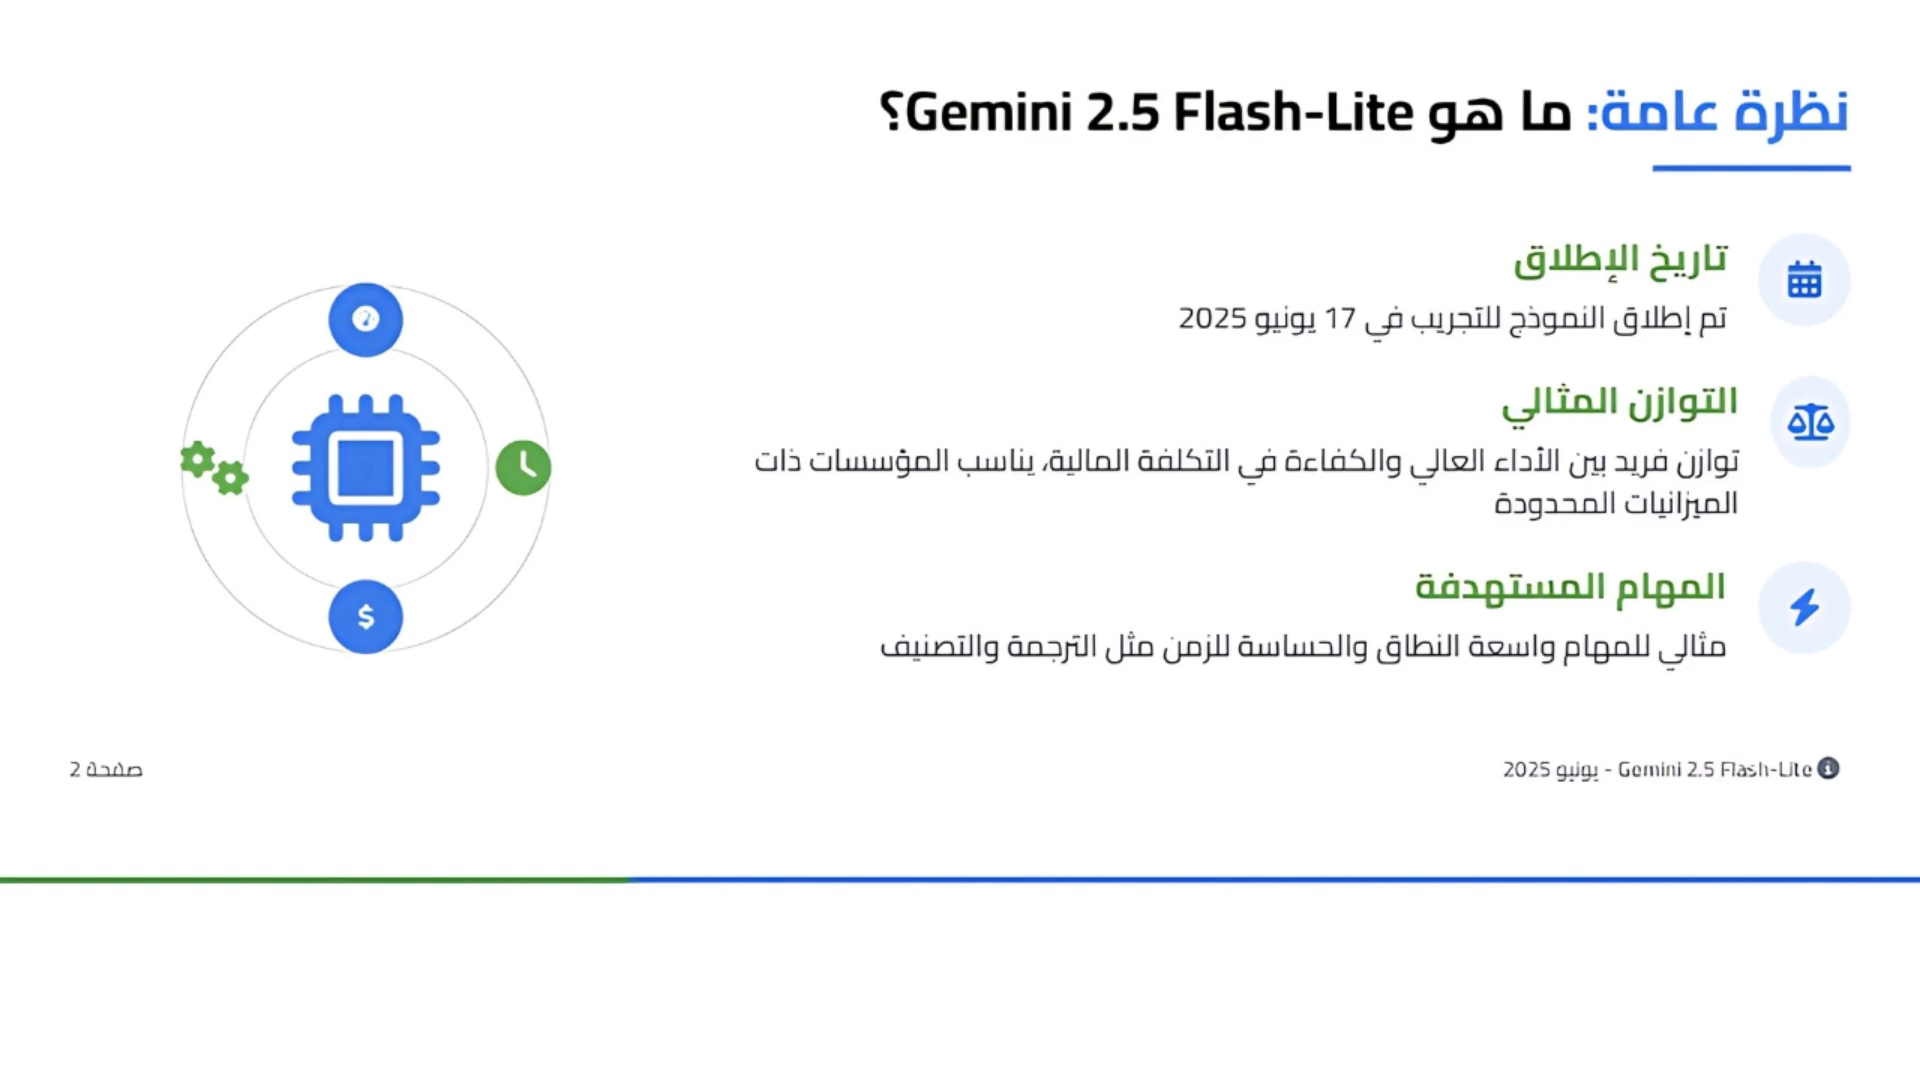 نظرة عامة: ما هو Gemini 2.5 Flash-Lite؟
تاريخ الإطلاق
تم إطلاق النموذج للتجريب في 17 يونيو 2025
التوازن المثالي
توازن فريد بين الأداء العالي والكفاءة في التكلفة المالية، يناسب المؤسسات ذات
الميزانيات المحدودة
المهام المستهدفة
مثالي للمهام واسعة النطاق والحساسة للزمن مثل الترجمة والتصنيف
$
Gemini 2.5 Flash-Lite - يونيو 2025
صفحة 2